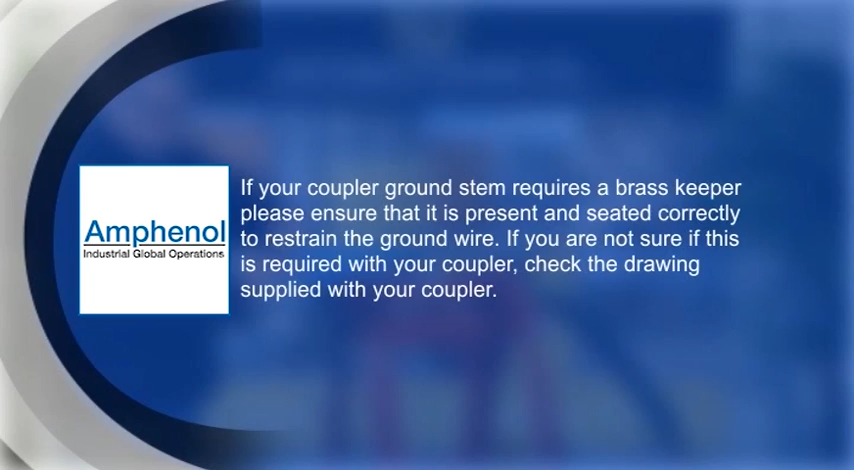 Amphenol
Industrial Global Operations
If your coupler ground stem requires a brass keeper
please ensure that it is present and seated correctly
to restrain the ground wire. If you are not sure if this
is required with your coupler, check the drawing
supplied with your coupler.